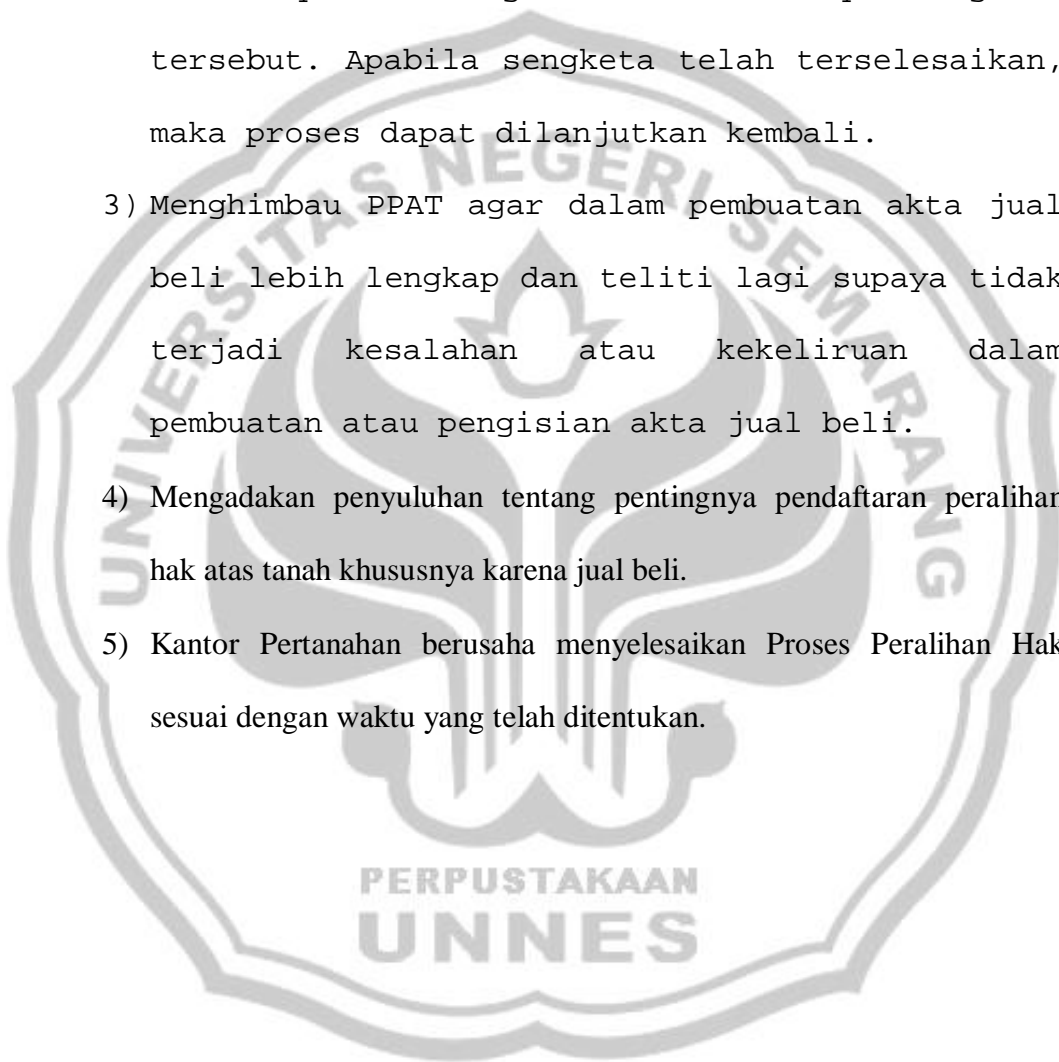 tersebut. Apabila sengketa telah terselesaikan,
maka proses dapat dilanjutkan kembali.
3) Menghimbau PPAT agar dalam pembuatan akta jual
beli lebih lengkap dan teliti lagi supaya tidak
terjadi kesalahan atau kekeliruan dalam
pembuatan atau pengisian akta jual beli.
4) Mengadakan penyuluhan tentang pentingnya pendaftaran peralihan
hak atas tanah khususnya karena jual beli.
5) Kantor Pertanahan berusaha menyelesaikan Proses Peralihan Hak
sesuai dengan waktu yang telah ditentukan.
UNIVERSITAS NEGERI SEMARANG
PERPUSTAKAAN
UNNES